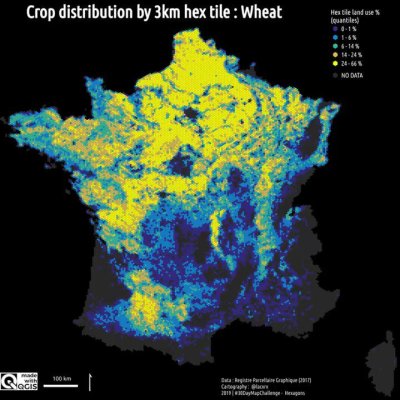 Crop distribution by 3km hex tile : Wheat
Hex tile land use %
(quantiles)
0 - 1 %
1 - 6 %
6 - 14 %
14 - 24 %
24 - 66 %
NO DATA
made
with
QGIS
100 km
Data : Registre Parcellaire Graphique (2017)
Cartography : @lacxrx
2019 | #30DayMapChallenge - Hexagons